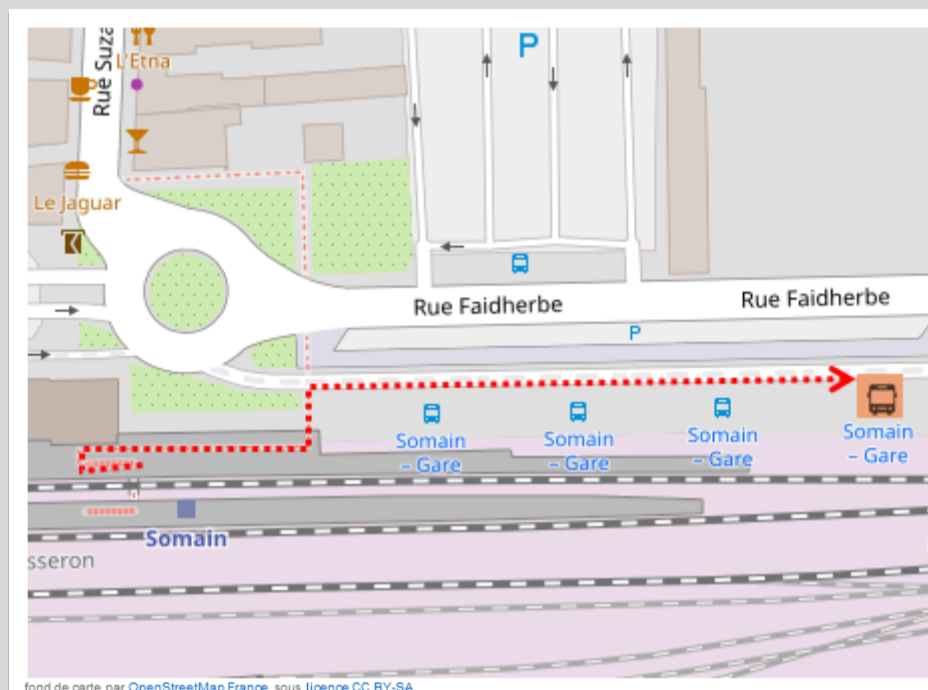 Rue Suza
L'Etna
P
Le Jaguar
Rue Faidherbe
Rue Faidherbe
P
Somain
– Gare
Somain
– Gare
Somain
– Gare
Somain
– Gare
Somain
sseron
fond de carte par OpenStreetMap France, sous licence CC BY-SA